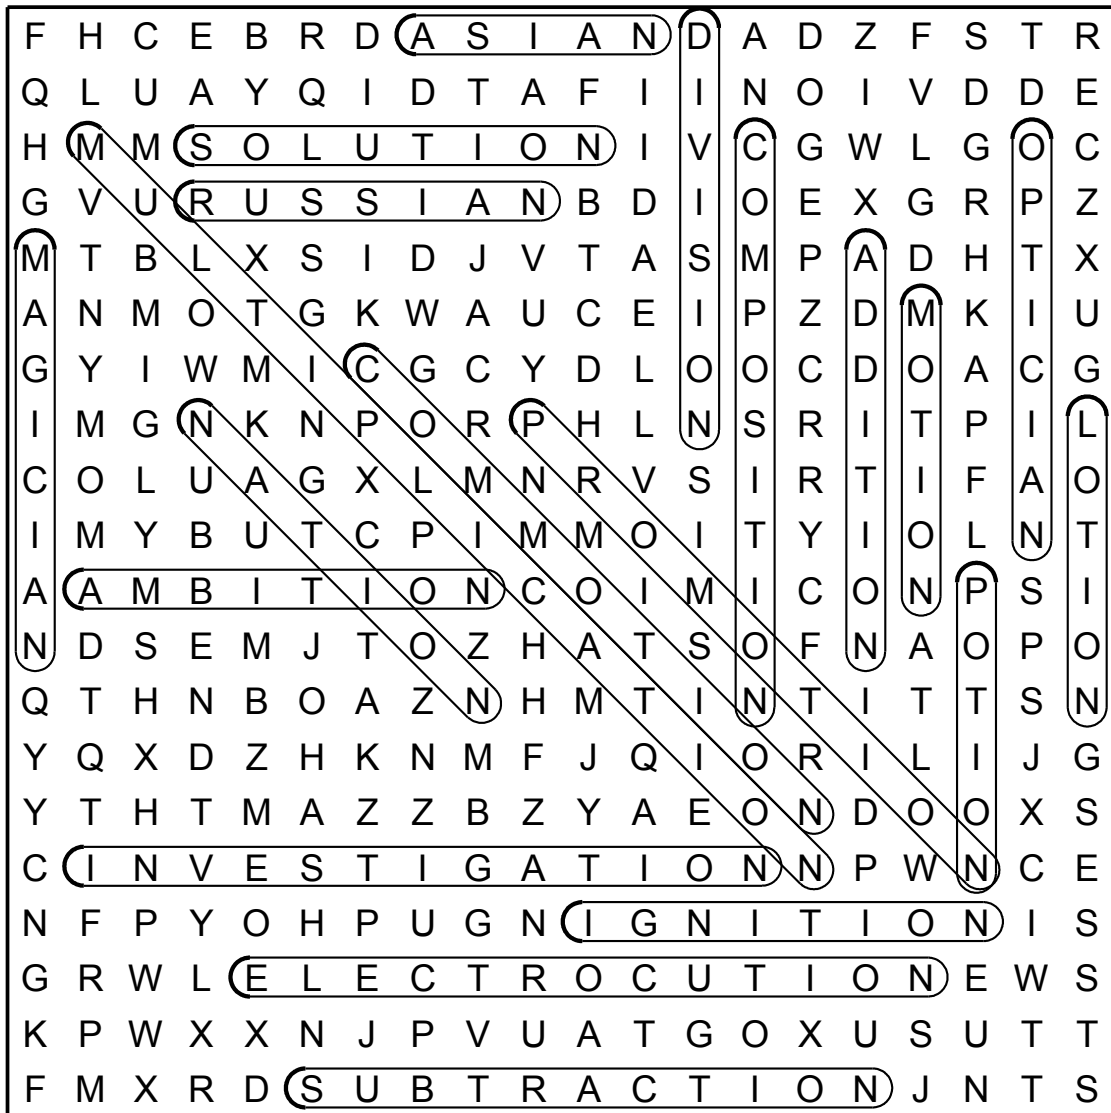 F H C E B R D A S I A N D A D Z F S T R
Q L U A Y Q I D T A F I I N O I V D D E
H M M S O L U T I O N I V C G W L G O C
G V U R U S S I A N B D I O E X G R P Z
M T B L X S I D J V T A S M P A D H T X
A N M O T G K W A U C E I P Z D M K I U
G Y I W M I C G C Y D L O O C D O A C G
I M G N K N P O R P H L N S R I T P I L
C O L U A G X L M N R V S I R T I F A O
I M Y B U T C P I M M O I T Y I O L N T
A A M B I T I O N C O I M I C O N P S I
N D S E M J T O Z H A T S O F N A O P O
Q T H N B O A Z N H M T I N T I T T S N
Y Q X D Z H K N M F J Q I O R I L I J G
Y T H T M A Z Z B Z Y A E O N D O O X S
C I N V E S T I G A T I O N N P W N C E
N F P Y O H P U G N I G N I T I O N I S
G R W L E L E C T R O C U T I O N E W S
K P W X X N J P V U A T G O X U S U T T
F M X R D S U B T R A C T I O N J N T S